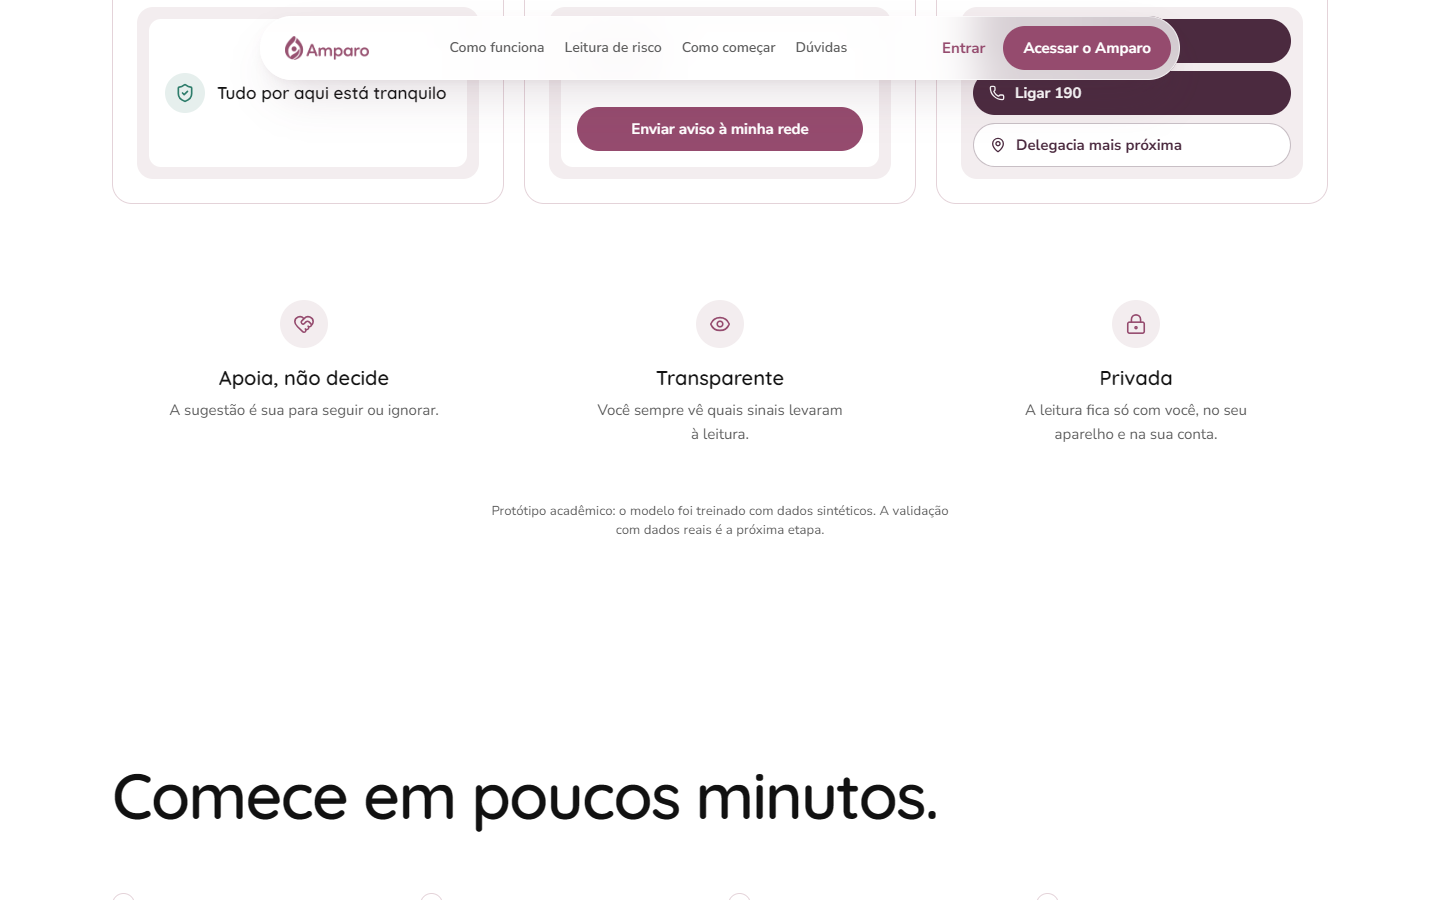 Amparo
Como funciona
Leitura de risco
Como começar
Dúvidas
Entrar
Acessar o Amparo
Tudo por aqui está tranquilo
Enviar aviso à minha rede
Ligar 190
Delegacia mais próxima
Apoia, não decide
A sugestão é sua para seguir ou ignorar.
Transparente
Você sempre vê quais sinais levaram
à leitura.
Privada
A leitura fica só com você, no seu
aparelho e na sua conta.
Protótipo acadêmico: o modelo foi treinado com dados sintéticos. A validação
com dados reais é a próxima etapa.
Comece em poucos minutos.